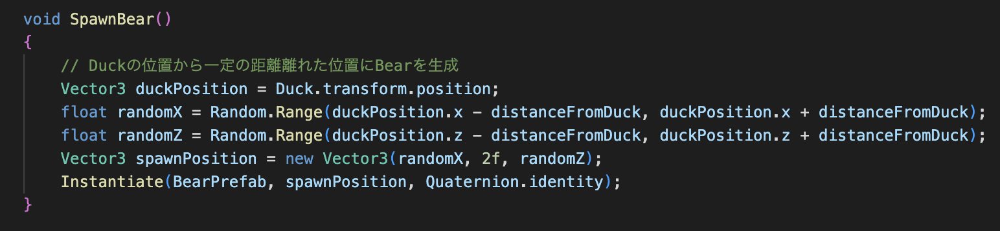 void SpawnBear()
{
// Duckの位置から一定の距離離れた位置にBearを生成
Vector3 duckPosition = Duck.transform.position;
float randomX = Random.Range(duckPosition.x - distanceFromDuck, duckPosition.x + distanceFromDuck);
float randomZ = Random.Range(duckPosition.z - distanceFromDuck, duckPosition.z + distanceFromDuck);
Vector3 spawnPosition = new Vector3(randomX, 2f, randomZ);
Instantiate(BearPrefab, spawnPosition, Quaternion.identity);
}